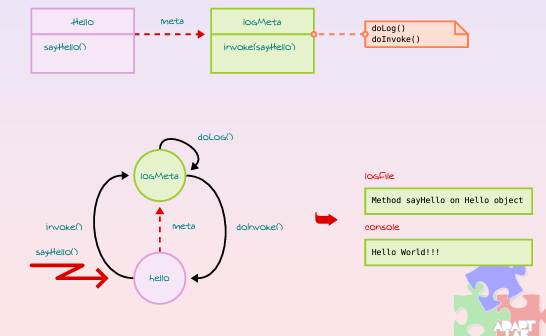 Hello
meta
logMeta
sayHello()
invoke(sayHello)
doLog()
doInvoke()
doLog()
logMeta
invoke()
meta
doInvoke()
sayHello()
hello
logFile
Method sayHello on Hello object
console
Hello World!!!
ADAPT
LAB